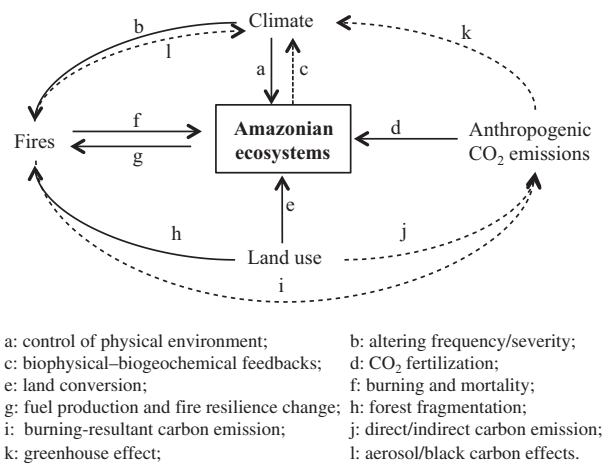 Climate
b
l
k
a
c
Fires
f
g
Amazonian
ecosystems
d
Anthropogenic
CO₂ emissions
e
h
j
Land use
i
a: control of physical environment;
b: altering frequency/severity;
c: biophysical–biogeochemical feedbacks;
d: CO₂ fertilization;
e: land conversion;
f: burning and mortality;
g: fuel production and fire resilience change;
h: forest fragmentation;
i: burning-resultant carbon emission;
j: direct/indirect carbon emission;
k: greenhouse effect;
l: aerosol/black carbon effects.